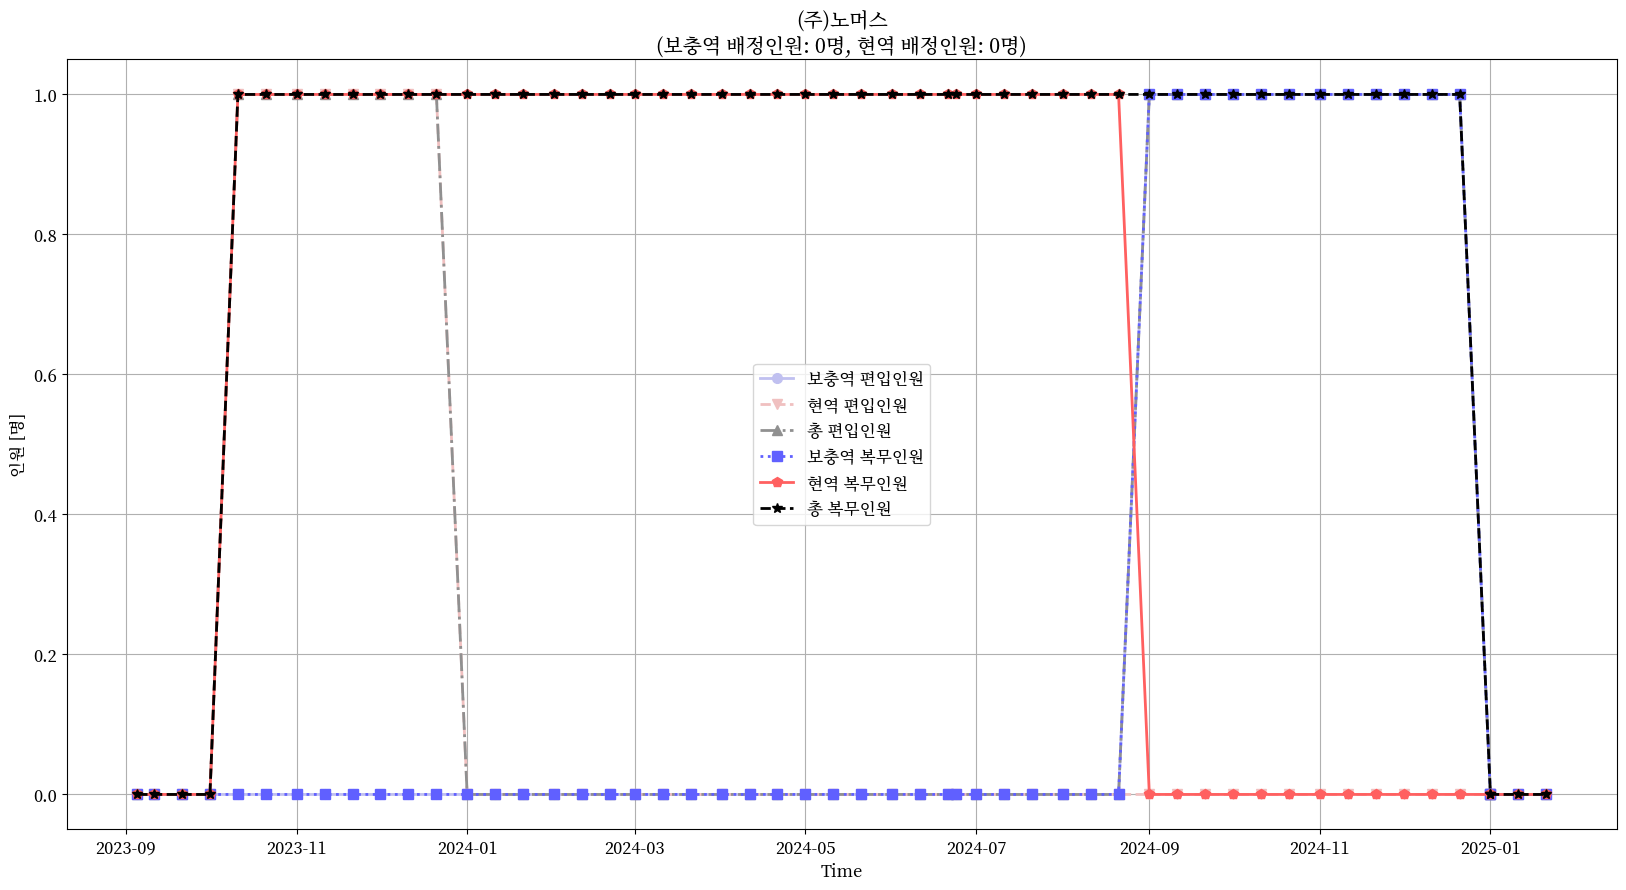 (주)노머스
(보충역 배정인원: 0명, 현역 배정인원: 0명)
인원 [명]
1.0
0.8
0.6
0.4
0.2
0.0
보충역 편입인원
현역 편입인원
총 편입인원
보충역 복무인원
현역 복무인원
총 복무인원
2023-09
2023-11
2024-01
2024-03
2024-05
2024-07
2024-09
2024-11
2025-01
Time